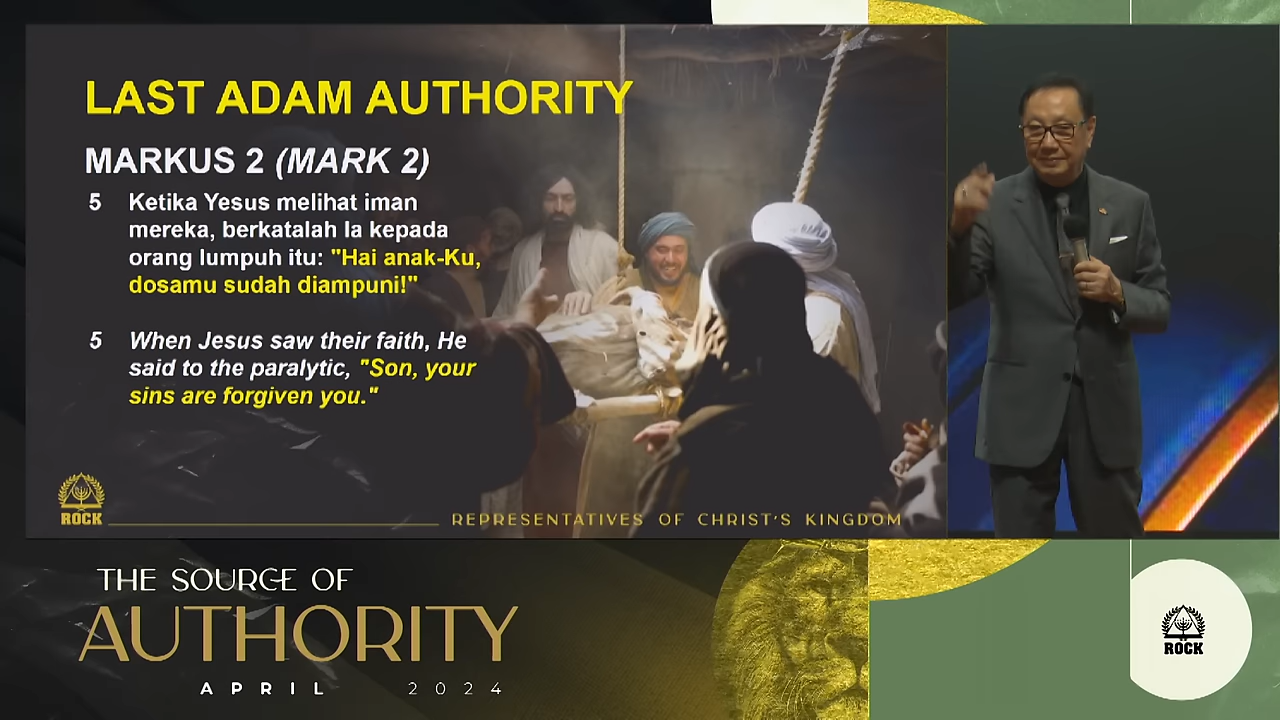 LAST ADAM AUTHORITY
MARKUS 2 (MARK 2)
5 Ketika Yesus melihat iman
mereka, berkatalah Ia kepada
orang lumpuh itu: "Hai anak-Ku,
dosamu sudah diampuni!"
5 When Jesus saw their faith, He
said to the paralytic, "Son, your
sins are forgiven you."
ROCK
REPRESENTATIVES OF CHRIST'S KINGDOM
THE SOURCE OF
AUTHORITY
APRIL 2024
ROCK